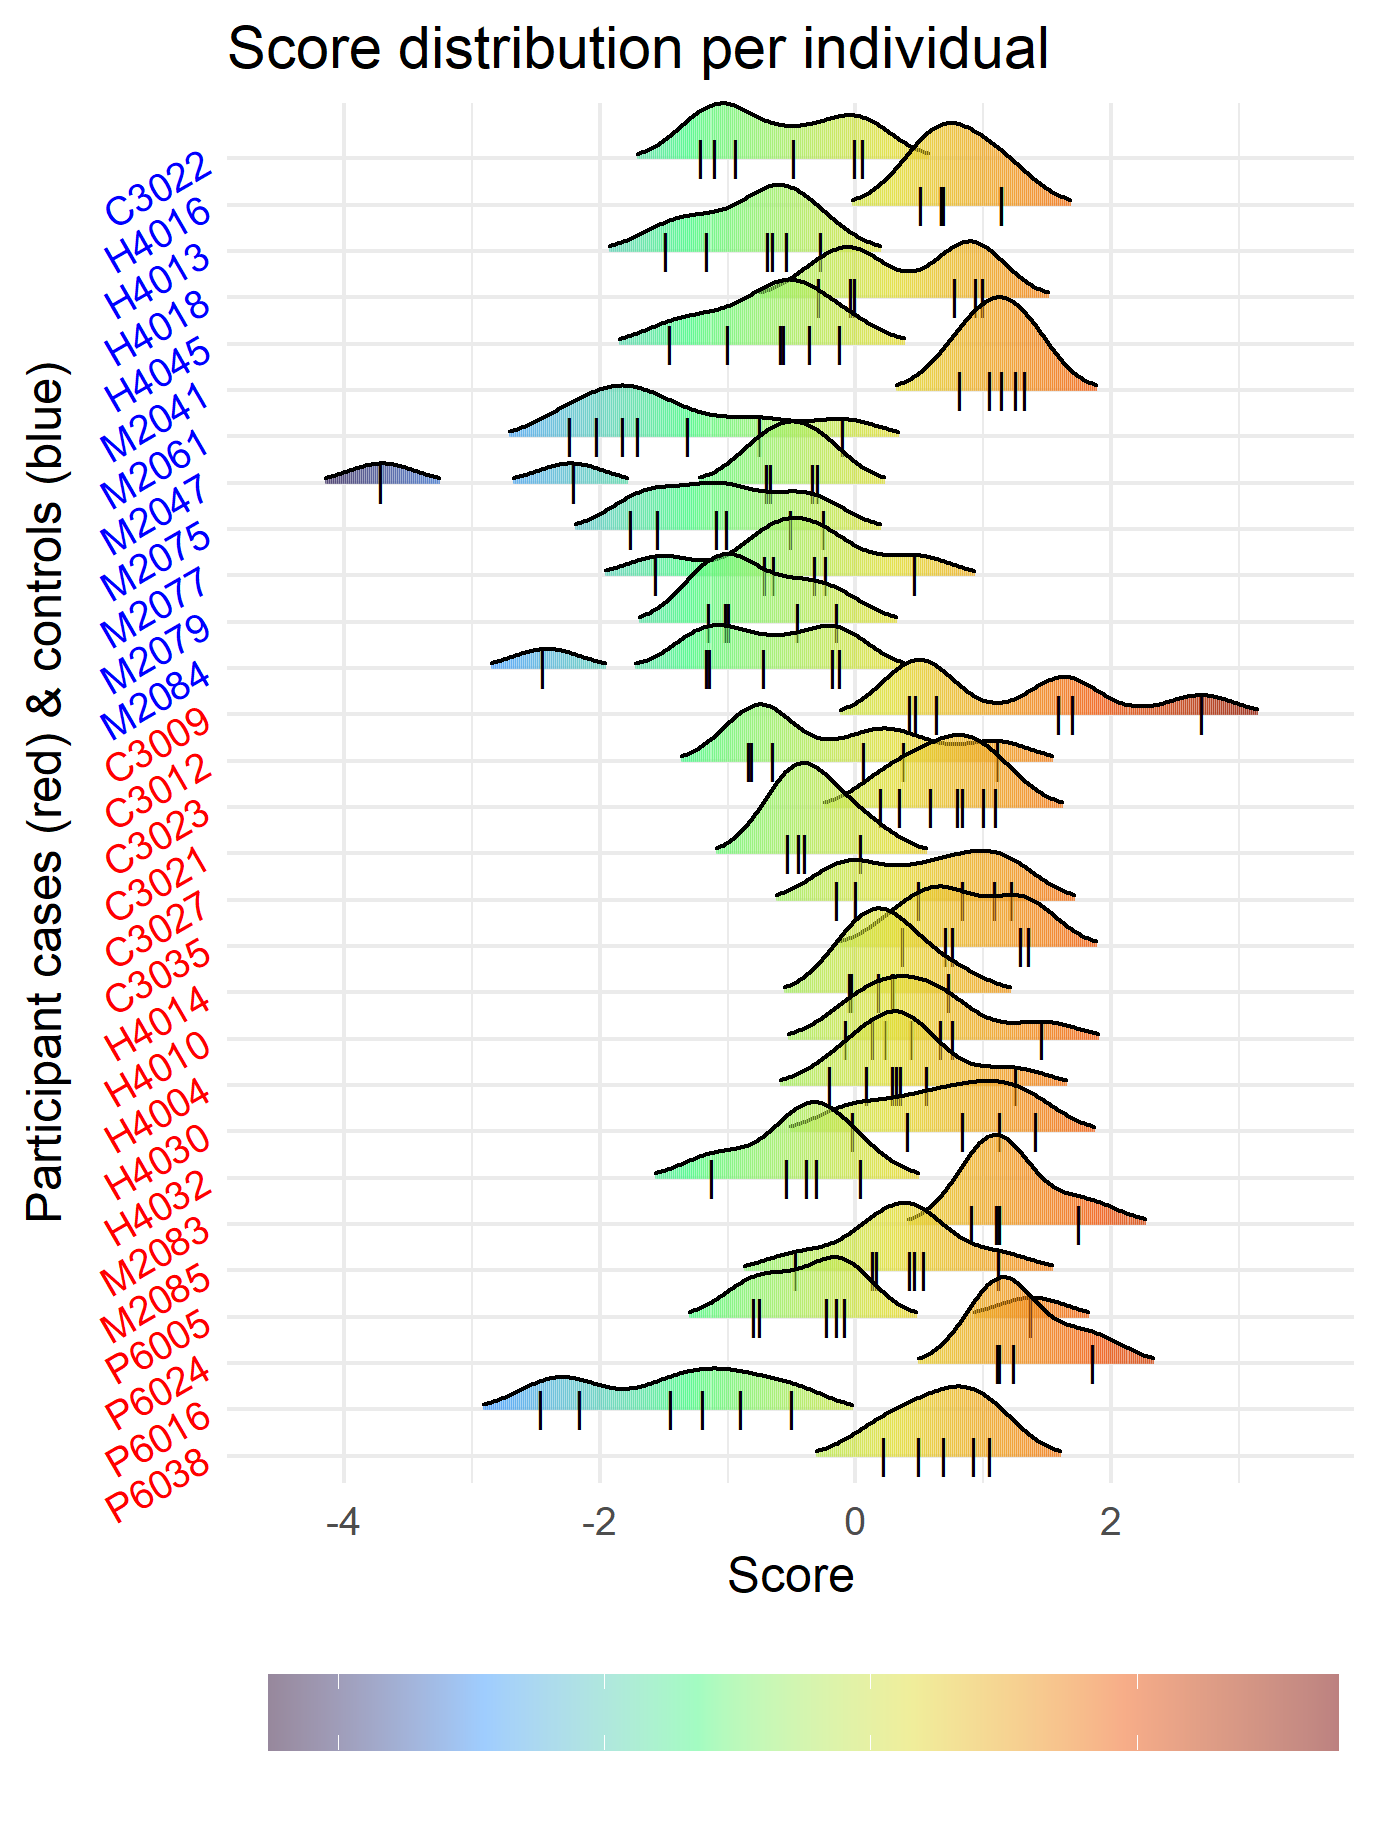 Score distribution per individual
Participant cases (red) & controls (blue)
C3022
H4016
H4013
H4018
H4045
M2041
M2061
M2047
M2075
M2077
M2079
M2084
C3009
C3012
C3023
C3021
C3027
C3035
H4014
H4010
H4004
H4030
H4032
M2083
M2085
P6005
P6024
P6016
P6038
-4 -2 0 2
Score